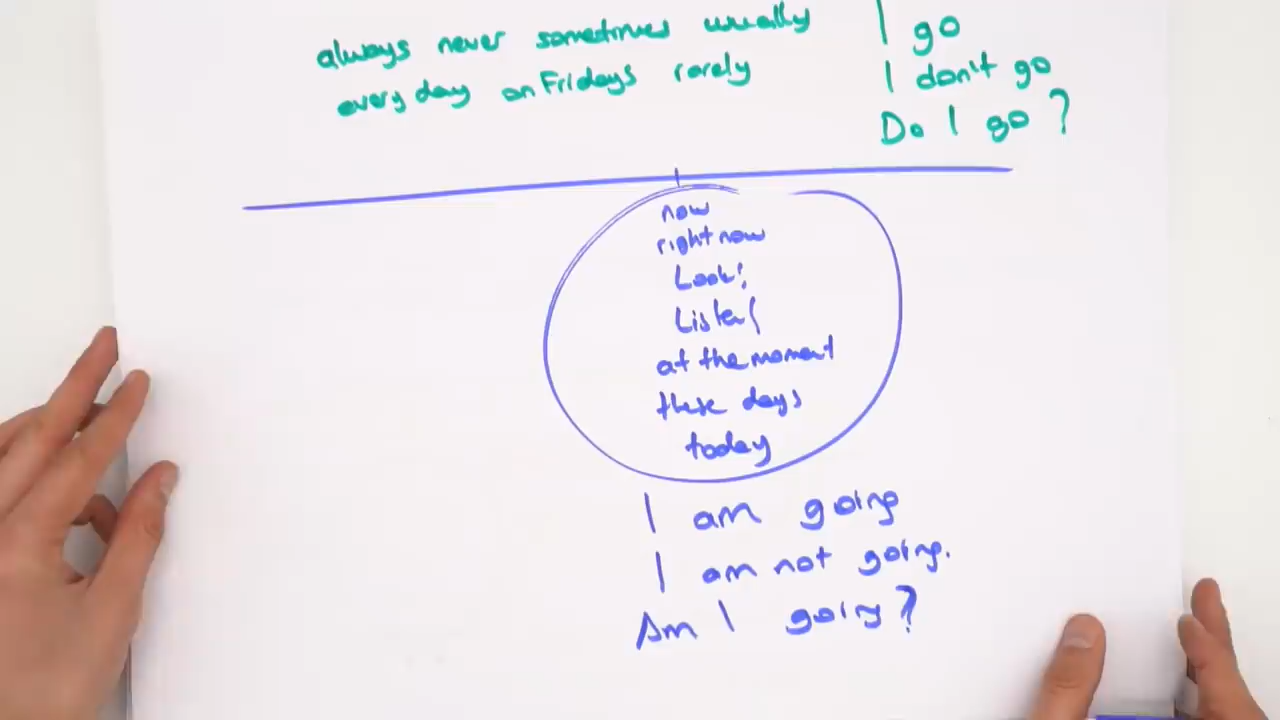 always never sometimes usually
every day on Fridays rarely
I go
I don't go
Do I go?
now
right now
Look!
Listen!
at the moment
these days
today
I am going
I am not going.
Am I going?